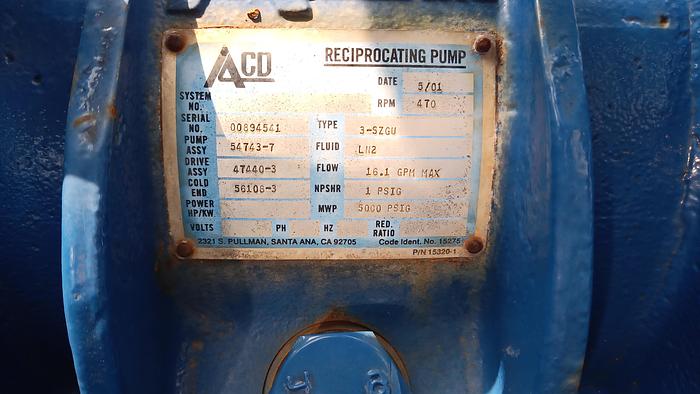 ACD RECIPROCATING PUMP
DATE 5/01
SYSTEM NO. RPM 470
SERIAL NO. 00894541 TYPE 3-SZGU
PUMP ASSY 54743-7 FLUID LN2
DRIVE ASSY 47440-3 FLOW 16.1 GPM MAX
COLD END 56108-3 NPSHR 1 PSIG
POWER HP/KW MWP 5000 PSIG
VOLTS PH HZ RED. RATIO
2321 S. PULLMAN, SANTA ANA, CA 92705 Code Ident. No. 15275
P/N 15320-1